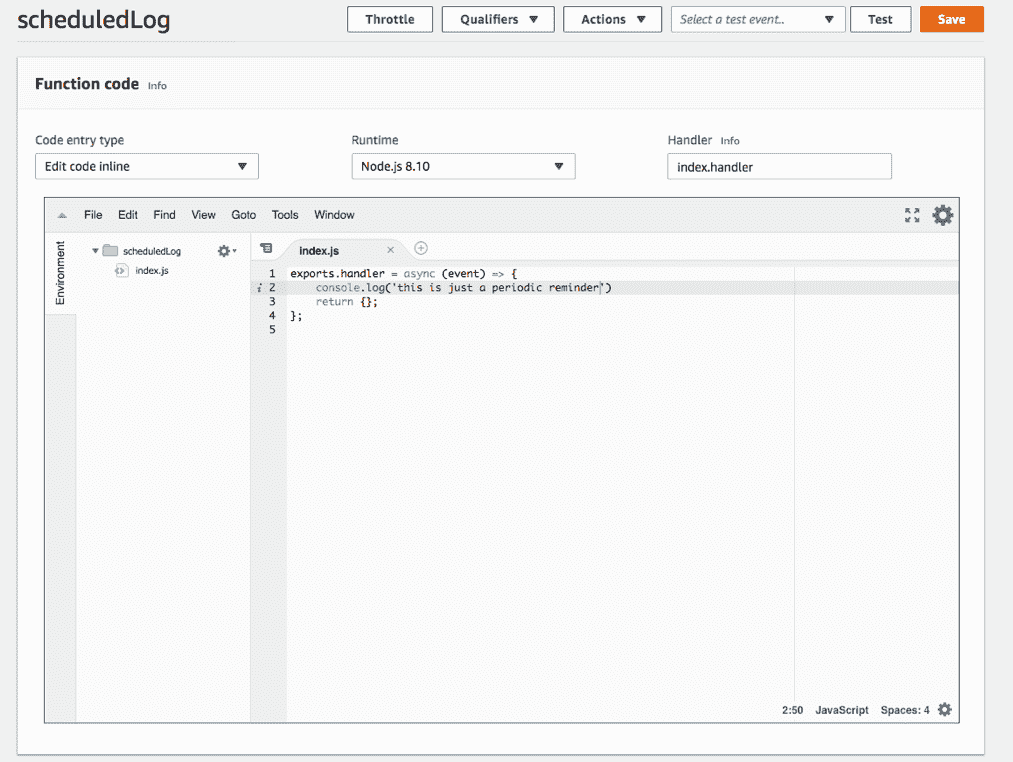 scheduledLog
Throttle
Qualifiers
Actions
Select a test event..
Test
Save
Function code Info
Code entry type
Runtime
Handler Info
Edit code inline
Node.js 8.10
index.handler
File Edit Find View Goto Tools Window
Environment
scheduledLog
index.js
index.js
1 exports.handler = async (event) => {
i 2 console.log('this is just a periodic reminder')
3 return {};
4 };
5
2:50 JavaScript Spaces: 4